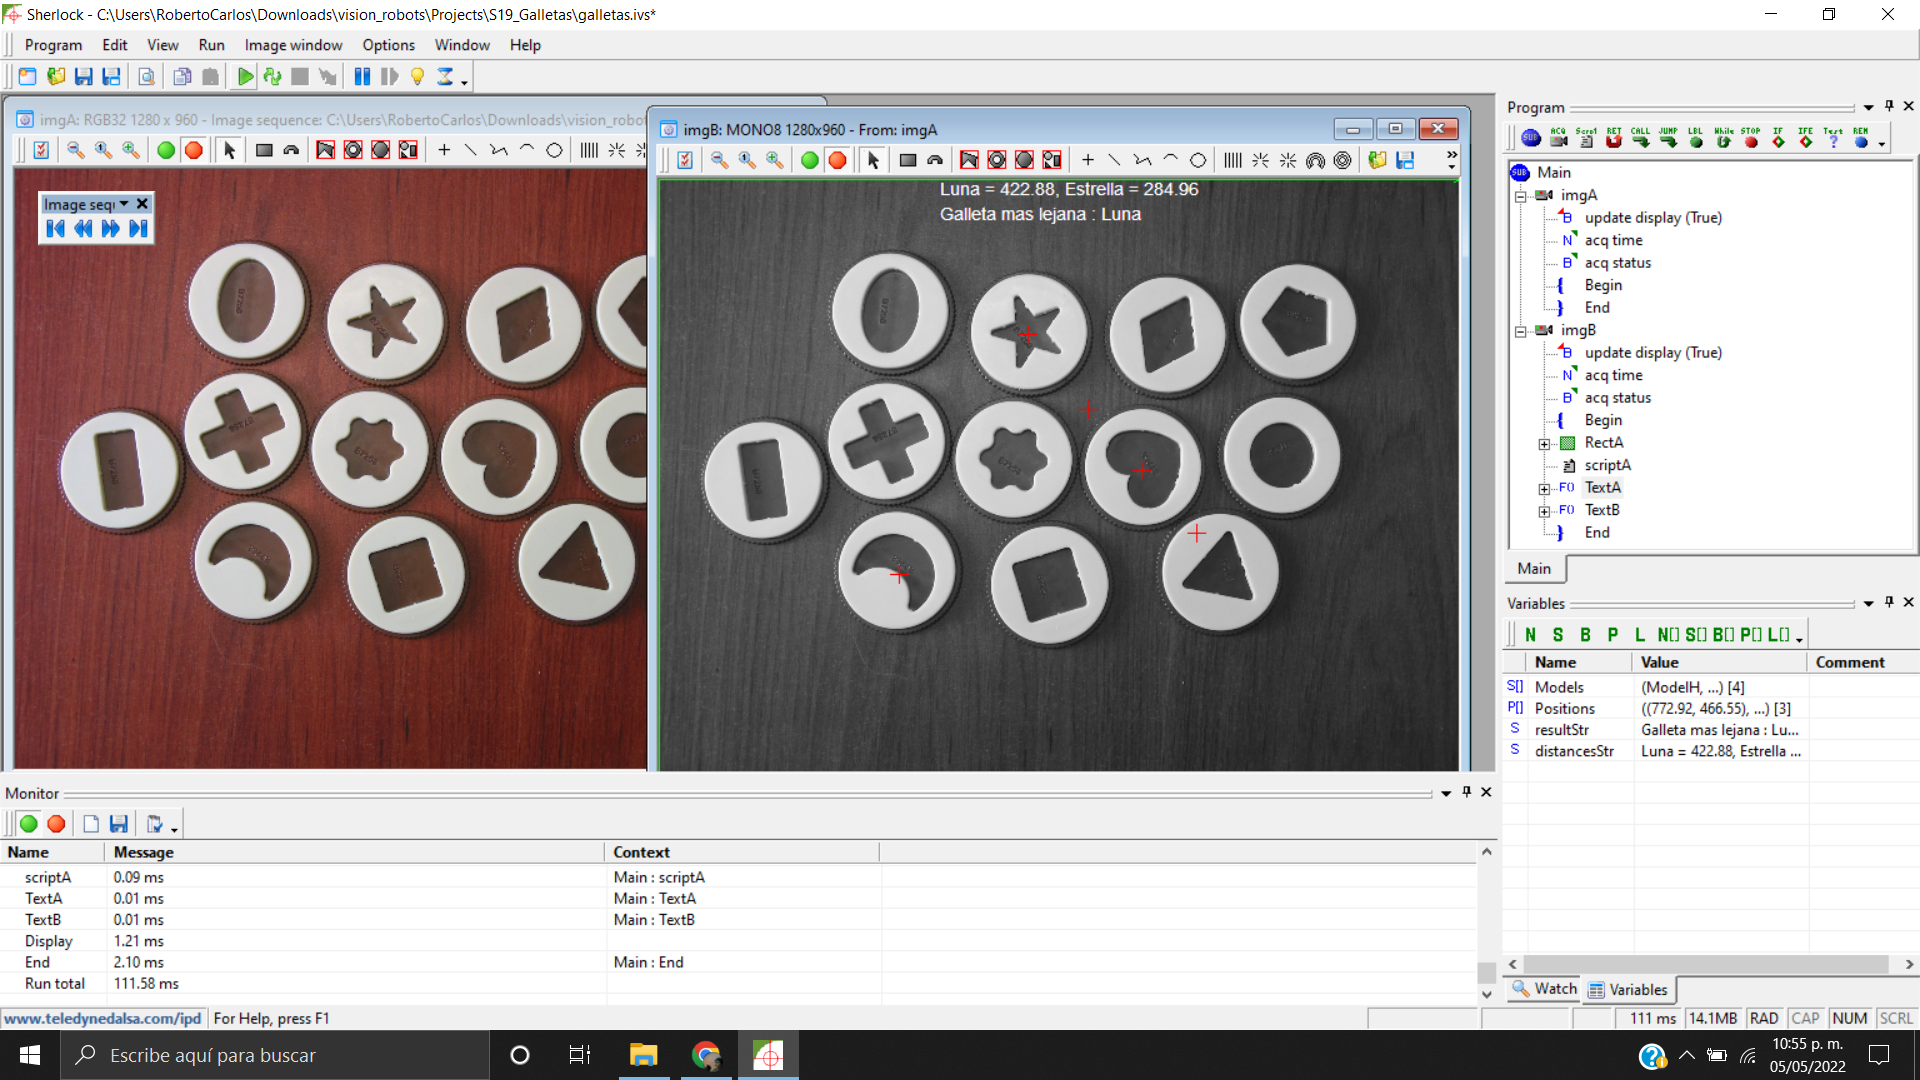 Sherlock - C:\Users\RobertoCarlos\Downloads\vision_robots\Projects\S19_Galletas\galletas.ivs*
Program Edit View Run Image window Options Window Help
imgA: RGB32 1280 x 960 - Image sequence: C:\Users\RobertoCarlos\Downloads\vision_robot
Image seq
imgB: MONO8 1280x960 - From: imgA
Luna = 422.88, Estrella = 284.96
Galleta mas lejana : Luna
Program
SUB ACQ Scrpt RET CALL JUMP LBL While STOP IF IFE Text REM
SUB Main
imgA
B update display (True)
N acq time
B acq status
{ Begin
} End
imgB
B update display (True)
N acq time
B acq status
{ Begin
RectA
scriptA
F() TextA
F() TextB
} End
Main
Variables
N S B P L N[] S[] B[] P[] L[]
Name Value Comment
S[] Models (ModelH, ...) [4]
P[] Positions ((772.92, 466.55), ...) [3]
S resultStr Galleta mas lejana : Lu...
S distancesStr Luna = 422.88, Estrella ...
Watch Variables
Monitor
Name Message Context
scriptA 0.09 ms Main : scriptA
TextA 0.01 ms Main : TextA
TextB 0.01 ms Main : TextB
Display 1.21 ms
End 2.10 ms Main : End
Run total 111.58 ms
www.teledynedalsa.com/ipd For Help, press F1
111 ms 14.1MB RAD CAP NUM SCRL
Escribe aquí para buscar
10:55 p. m.
05/05/2022